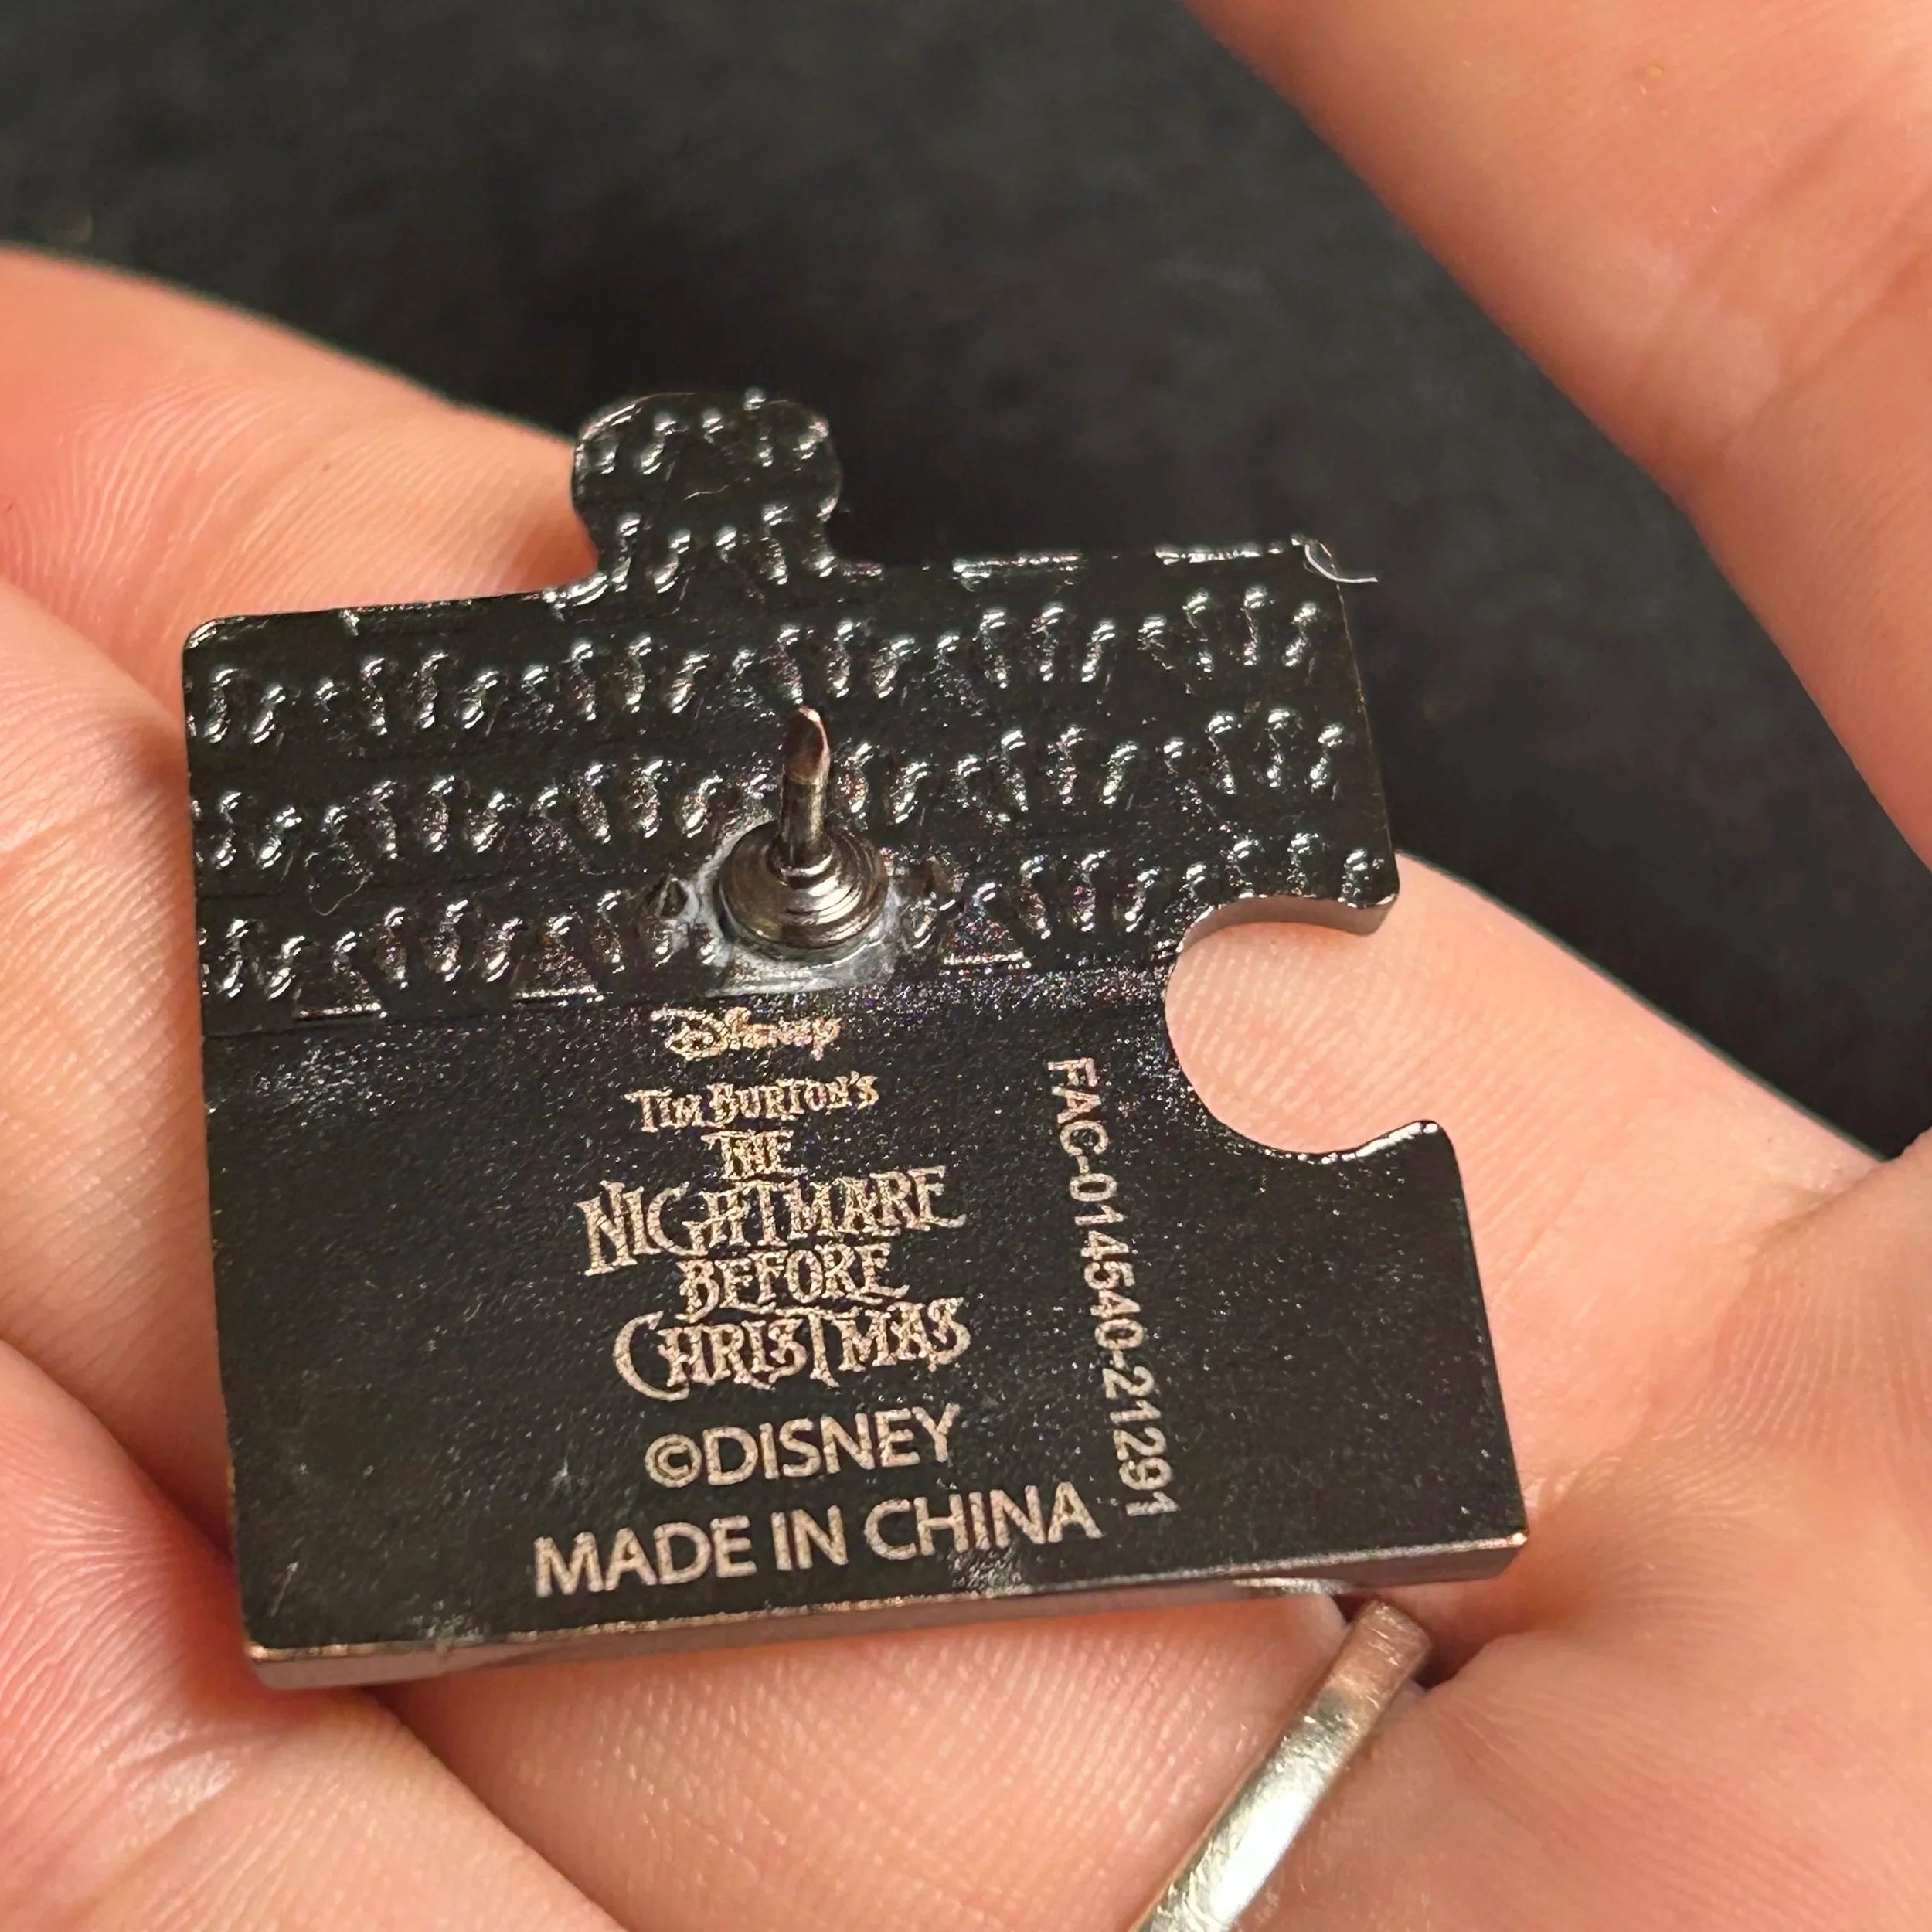 Disney
TIM BURTON'S
THE
NIGHTMARE
BEFORE
CHRISTMAS
©DISNEY
MADE IN CHINA
FAC-014540-21291